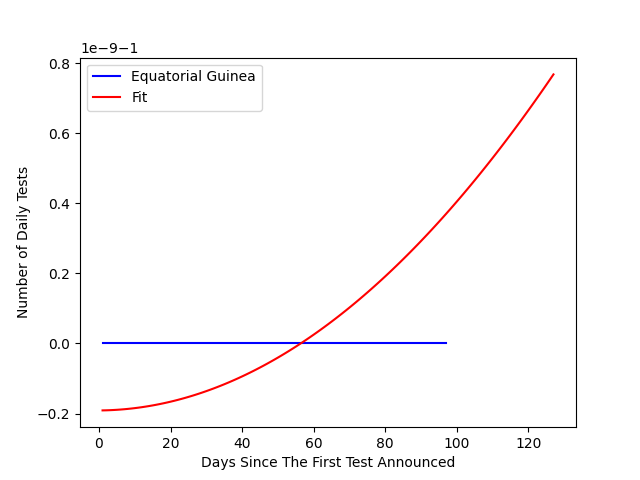 1e−9−1
0.8
0.6
0.4
0.2
0.0
−0.2
Number of Daily Tests
Equatorial Guinea
Fit
0 20 40 60 80 100 120
Days Since The First Test Announced